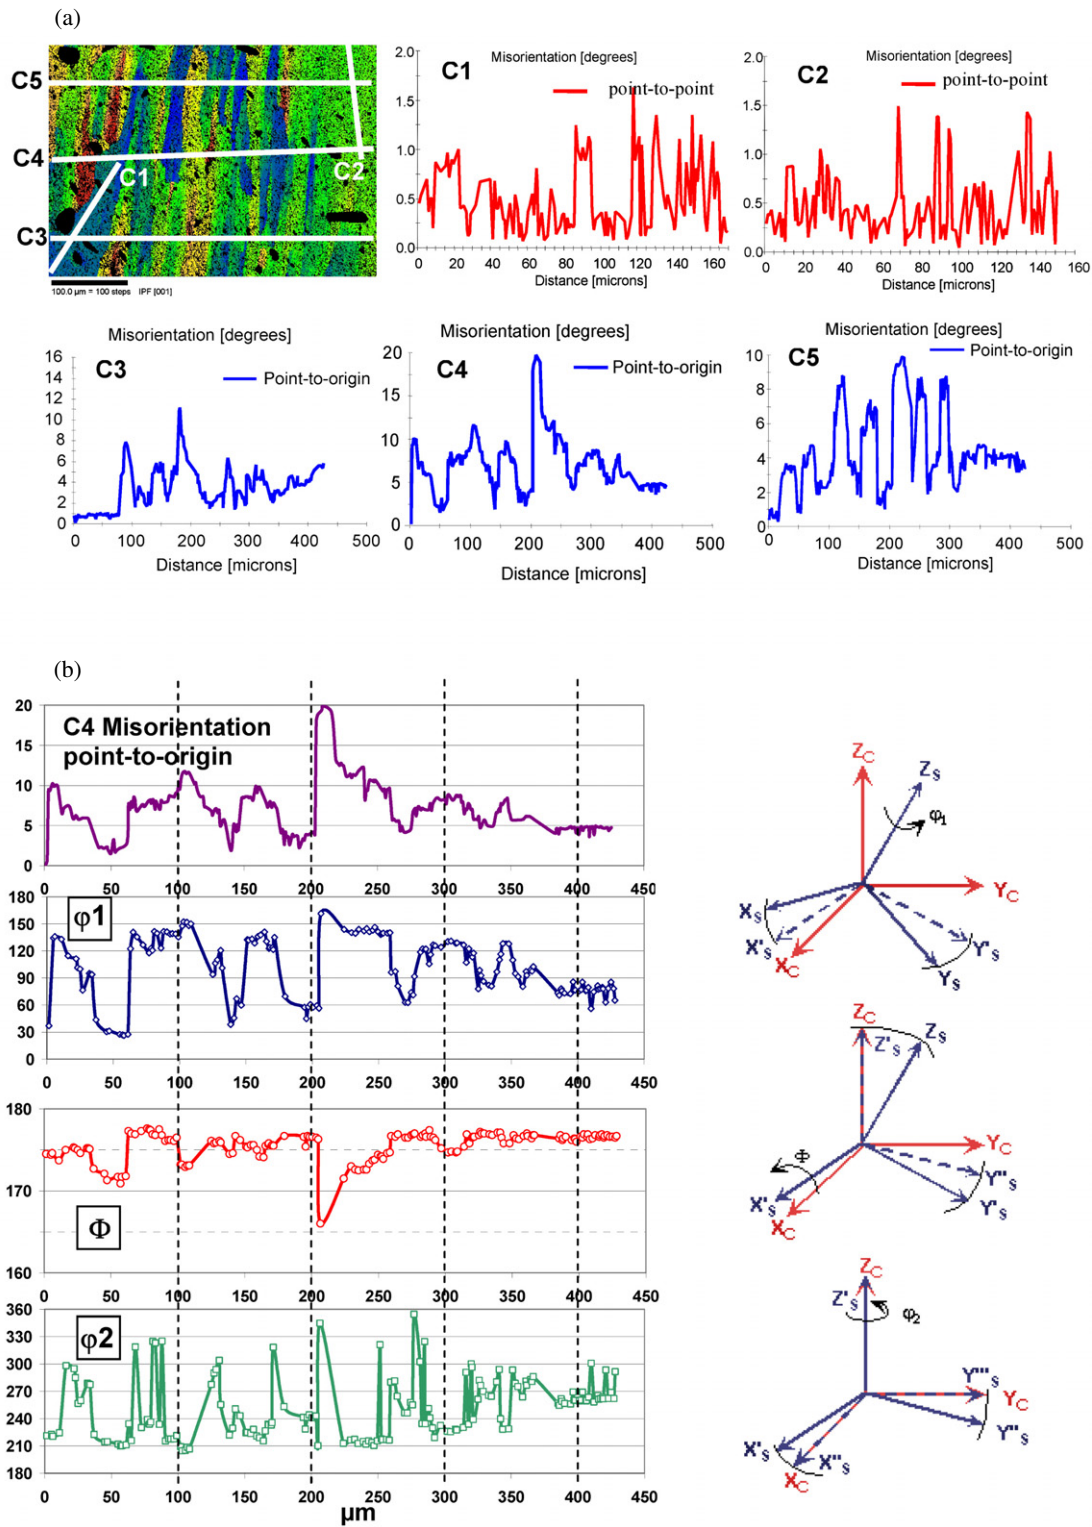 (a)
C5
C4
C3
C1
C2
100.0 µm = 100 steps IPF [001]
Misorientation [degrees]
C1
point-to-point
2.0
1.5
1.0
0.5
0.0
0 20 40 60 80 100 120 140 160
Distance [microns]
Misorientation [degrees]
C2
point-to-point
2.0
1.5
1.0
0.5
0.0
0 20 40 60 80 100 120 140 160
Distance [microns]
Misorientation [degrees]
C3
Point-to-origin
16
14
12
10
8
6
4
2
0
0 100 200 300 400 500
Distance [microns]
Misorientation [degrees]
C4
Point-to-origin
20
15
10
5
0
0 100 200 300 400 500
Distance [microns]
Misorientation [degrees]
C5
Point-to-origin
10
8
6
4
2
0
0 100 200 300 400 500
Distance [microns]
(b)
C4 Misorientation
point-to-origin
20
15
10
5
0
0 50 100 150 200 250 300 350 400 450
φ1
180
150
120
90
60
30
0
0 50 100 150 200 250 300 350 400 450
Φ
180
175
170
165
160
0 50 100 150 200 250 300 350 400 450
φ2
360
330
300
270
240
210
180
0 50 100 150 200 250 300 350 400 450
µm
ZC
ZS
φ1
YC
XS
X'S
XC
Y'S
YS
ZC
Z'S
ZS
YC
Φ
Y''S
X'S
Y'S
XC
ZC
Z'S
φ2
Y'''S
YC
Y''S
X'S
X''S
XC